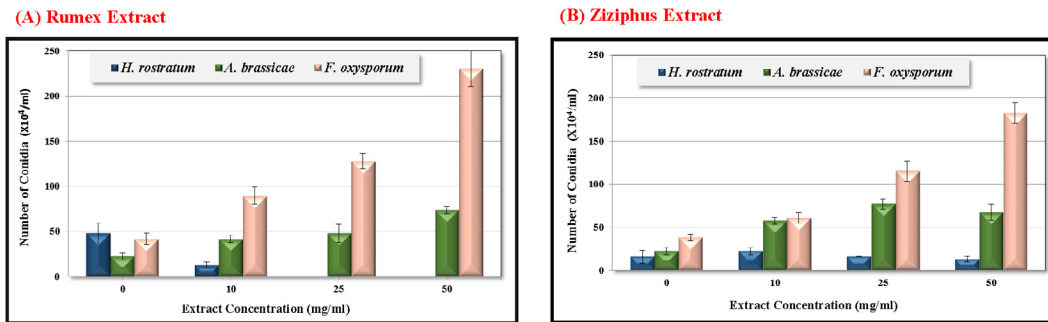 (A) Rumex Extract
H. rostratum A. brassicae F. oxysporum
Number of Conidia (x10⁴/ml)
250
200
150
100
50
0
0 10 25 50
Extract Concentration (mg/ml)
(B) Ziziphus Extract
H. rostratum A. brassicae F. oxysporum
Number of Conidia (X10⁴/ml)
250
200
150
100
50
0
0 10 25 50
Extract Concentration (mg/ml)